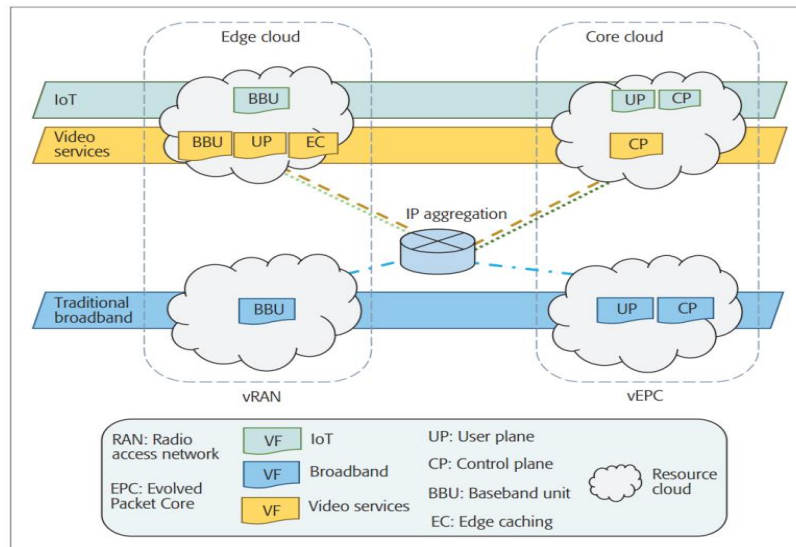 Edge cloud
Core cloud
IoT
BBU
UP
CP
Video
services
BBU
UP
EC
CP
IP aggregation
Traditional
broadband
BBU
UP
CP
vRAN
vEPC
RAN: Radio
access network
EPC: Evolved
Packet Core
VF
IoT
VF
Broadband
VF
Video services
UP: User plane
CP: Control plane
BBU: Baseband unit
EC: Edge caching
Resource
cloud